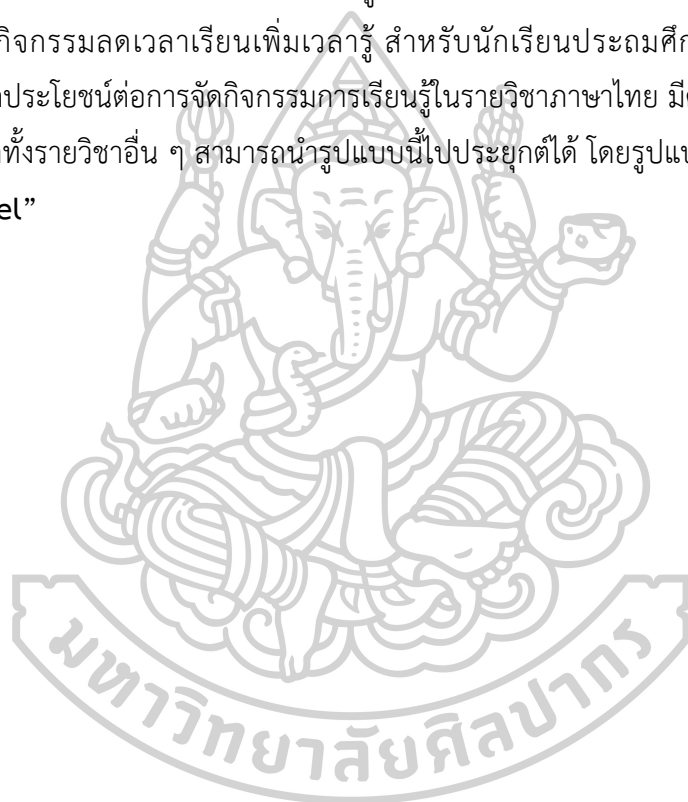 กิจกรรมลดเวลาเรียนเพิ่มเวลารู้ สำหรับนักเรียนประถมศึก
ประโยชน์ต่อการจัดกิจกรรมการเรียนรู้ในรายวิชาภาษาไทย
ทั้งรายวิชาอื่น ๆ สามารถนำรูปแบบนี้ไปประยุกต์ได้ โดยรูปแบ
el”
มหาวิทยาลัยศิลปากร